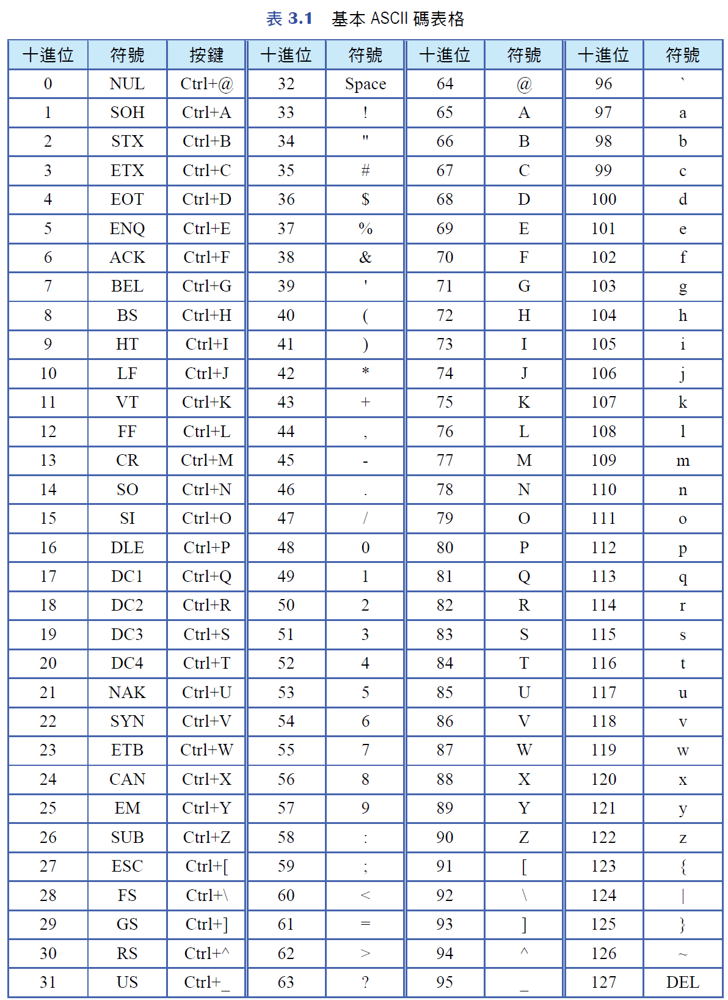 表 3.1 基本 ASCII 碼表格
十進位 符號 按鍵 十進位 符號 十進位 符號 十進位 符號
0 NUL Ctrl+@ 32 Space 64 @ 96 `
1 SOH Ctrl+A 33 ! 65 A 97 a
2 STX Ctrl+B 34 " 66 B 98 b
3 ETX Ctrl+C 35 # 67 C 99 c
4 EOT Ctrl+D 36 $ 68 D 100 d
5 ENQ Ctrl+E 37 % 69 E 101 e
6 ACK Ctrl+F 38 & 70 F 102 f
7 BEL Ctrl+G 39 ' 71 G 103 g
8 BS Ctrl+H 40 ( 72 H 104 h
9 HT Ctrl+I 41 ) 73 I 105 i
10 LF Ctrl+J 42 * 74 J 106 j
11 VT Ctrl+K 43 + 75 K 107 k
12 FF Ctrl+L 44 , 76 L 108 l
13 CR Ctrl+M 45 - 77 M 109 m
14 SO Ctrl+N 46 . 78 N 110 n
15 SI Ctrl+O 47 / 79 O 111 o
16 DLE Ctrl+P 48 0 80 P 112 p
17 DC1 Ctrl+Q 49 1 81 Q 113 q
18 DC2 Ctrl+R 50 2 82 R 114 r
19 DC3 Ctrl+S 51 3 83 S 115 s
20 DC4 Ctrl+T 52 4 84 T 116 t
21 NAK Ctrl+U 53 5 85 U 117 u
22 SYN Ctrl+V 54 6 86 V 118 v
23 ETB Ctrl+W 55 7 87 W 119 w
24 CAN Ctrl+X 56 8 88 X 120 x
25 EM Ctrl+Y 57 9 89 Y 121 y
26 SUB Ctrl+Z 58 : 90 Z 122 z
27 ESC Ctrl+[ 59 ; 91 [ 123 {
28 FS Ctrl+\ 60 < 92 \ 124 |
29 GS Ctrl+] 61 = 93 ] 125 }
30 RS Ctrl+^ 62 > 94 ^ 126 ~
31 US Ctrl+_ 63 ? 95 _ 127 DEL